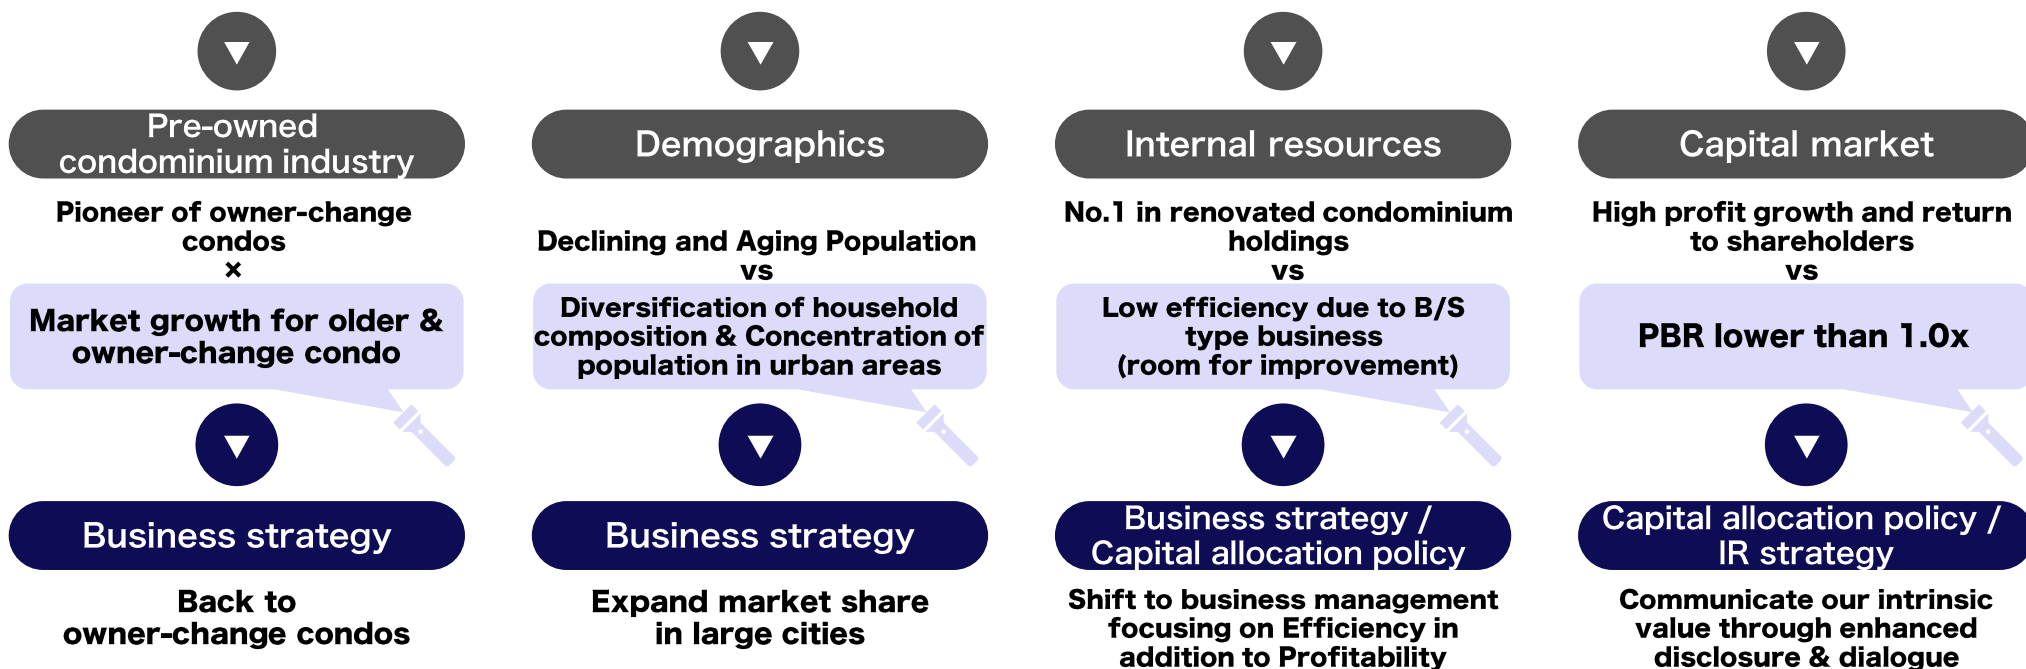 Pre-owned
condominium industry
Pioneer of owner-change
condos
×
Market growth for older &
owner-change condo
Business strategy
Back to
owner-change condos
Demographics
Declining and Aging Population
vs
Diversification of household
composition & Concentration of
population in urban areas
Business strategy
Expand market share
in large cities
Internal resources
No.1 in renovated condominium
holdings
vs
Low efficiency due to B/S
type business
(room for improvement)
Business strategy /
Capital allocation policy
Shift to business management
focusing on Efficiency in
addition to Profitability
Capital market
High profit growth and return
to shareholders
vs
PBR lower than 1.0x
Capital allocation policy /
IR strategy
Communicate our intrinsic
value through enhanced
disclosure & dialogue